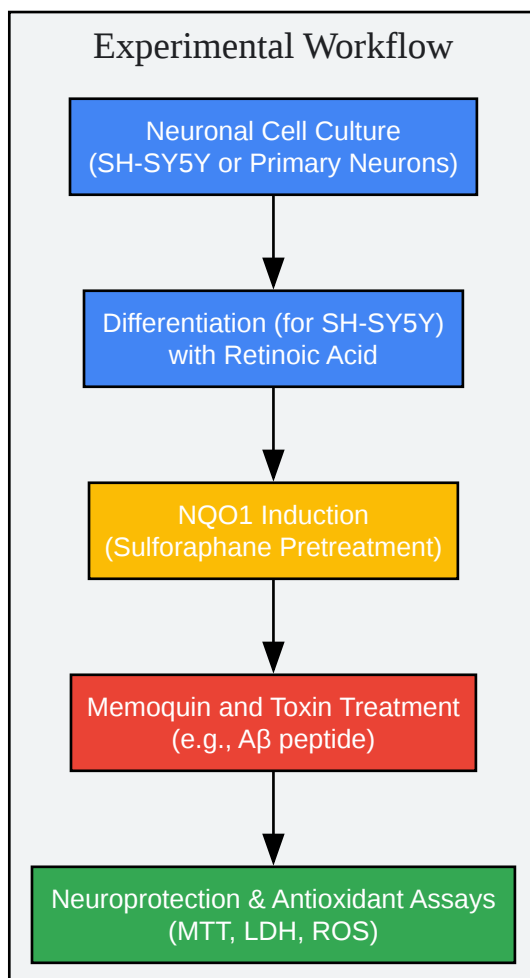 Experimental Workflow
Neuronal Cell Culture
(SH-SY5Y or Primary Neurons)
Differentiation (for SH-SY5Y)
with Retinoic Acid
NQO1 Induction
(Sulforaphane Pretreatment)
Memoquin and Toxin Treatment
(e.g., Aβ peptide)
Neuroprotection & Antioxidant Assays
(MTT, LDH, ROS)